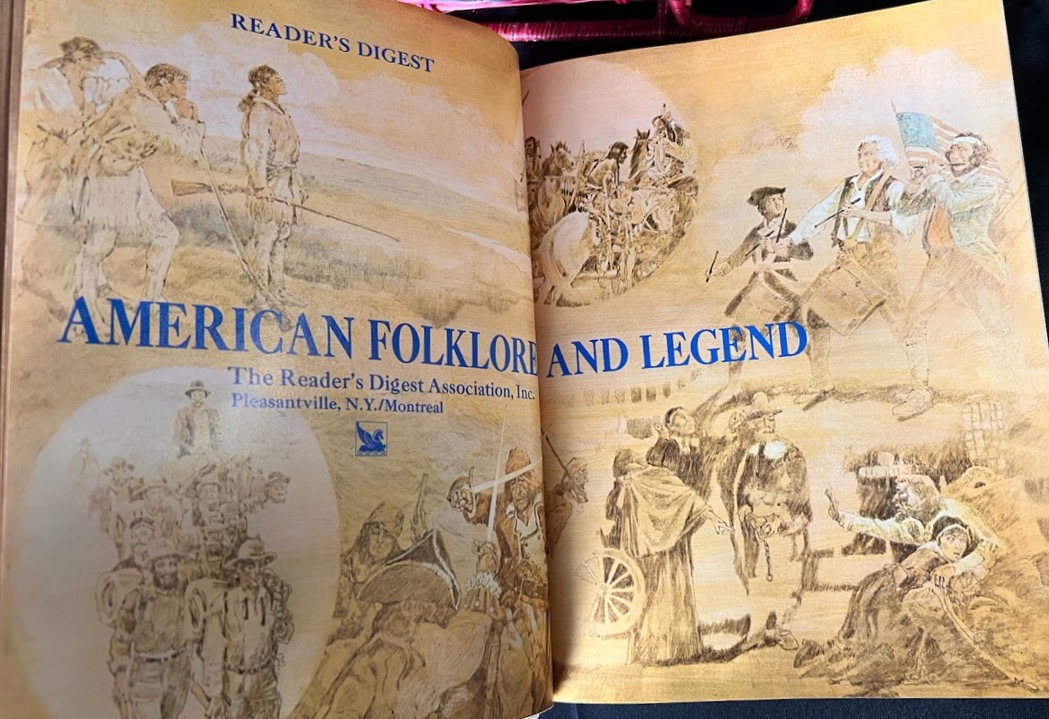 READER'S DIGEST
AMERICAN FOLKLORE AND LEGEND
The Reader's Digest Association, Inc.
Pleasantville, N.Y./Montreal